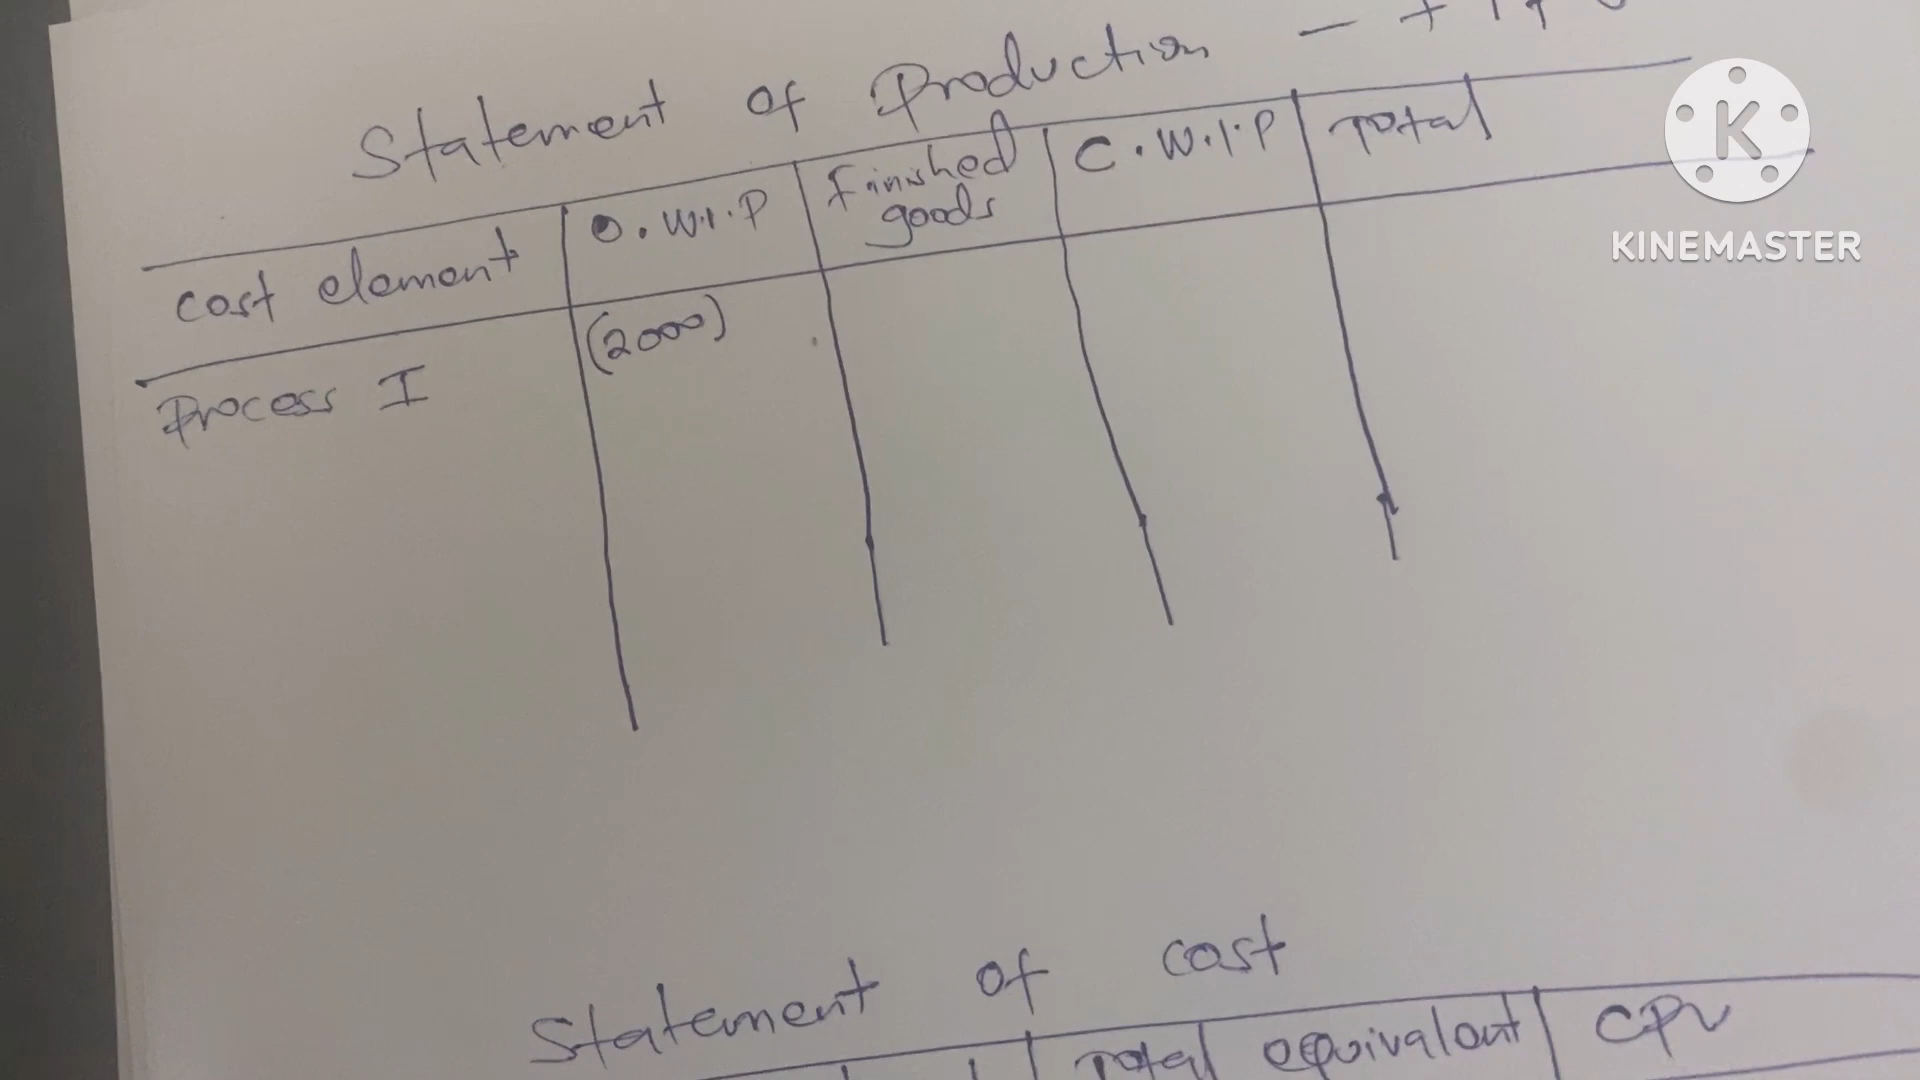 Statement of Production
Cost element O.W.I.P Finished goods C.W.I.P Total
Process I (2000)
KINEMASTER
Statement of cost
Total equivalent CPU